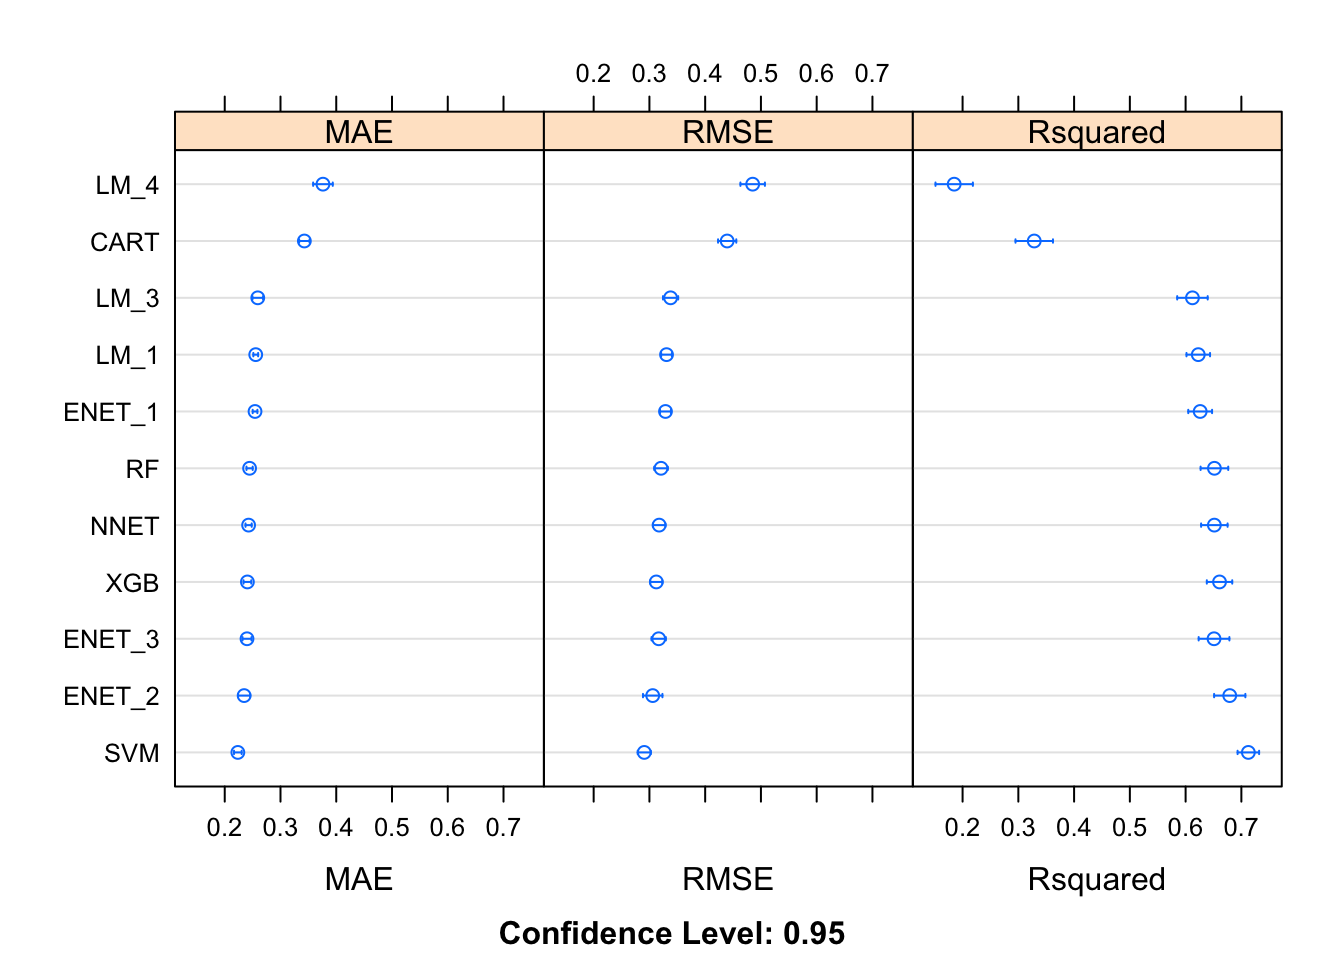 0.2 0.3 0.4 0.5 0.6 0.7
MAE RMSE Rsquared
LM_4
CART
LM_3
LM_1
ENET_1
RF
NNET
XGB
ENET_3
ENET_2
SVM
0.2 0.3 0.4 0.5 0.6 0.7 0.2 0.3 0.4 0.5 0.6 0.7
MAE RMSE Rsquared
Confidence Level: 0.95